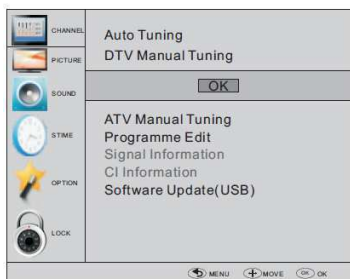 CHANNEL
PICTURE
SOUND
STIME
OPTION
LOCK
Auto Tuning
DTV Manual Tuning
OK
ATV Manual Tuning
Programme Edit
Signal Information
CI Information
Software Update(USB)
MENU MOVE OK OK